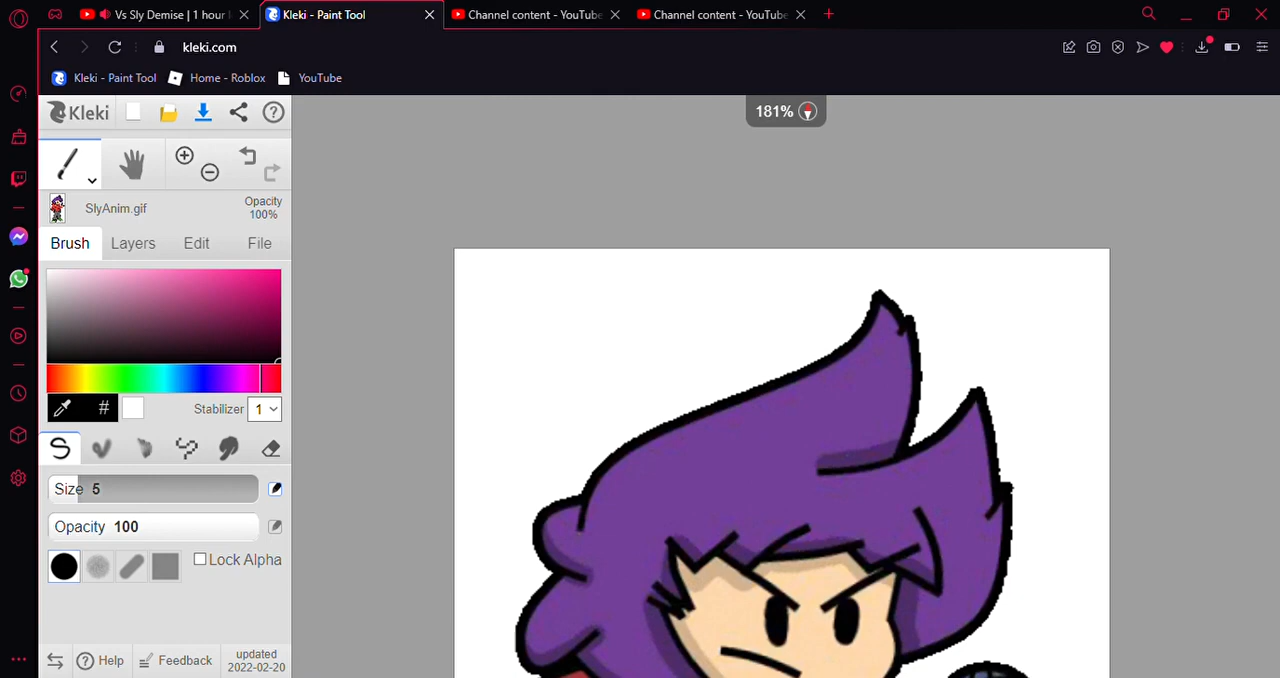 Vs Sly Demise | 1 hour
Kleki - Paint Tool
Channel content - YouTube
Channel content - YouTube
kleki.com
Kleki - Paint Tool
Home - Roblox
YouTube
Kleki
181%
SlyAnim.gif
Opacity
100%
Brush
Layers
Edit
File
#
Stabilizer
1
Size 5
Opacity 100
Lock Alpha
Help
Feedback
updated
2022-02-20